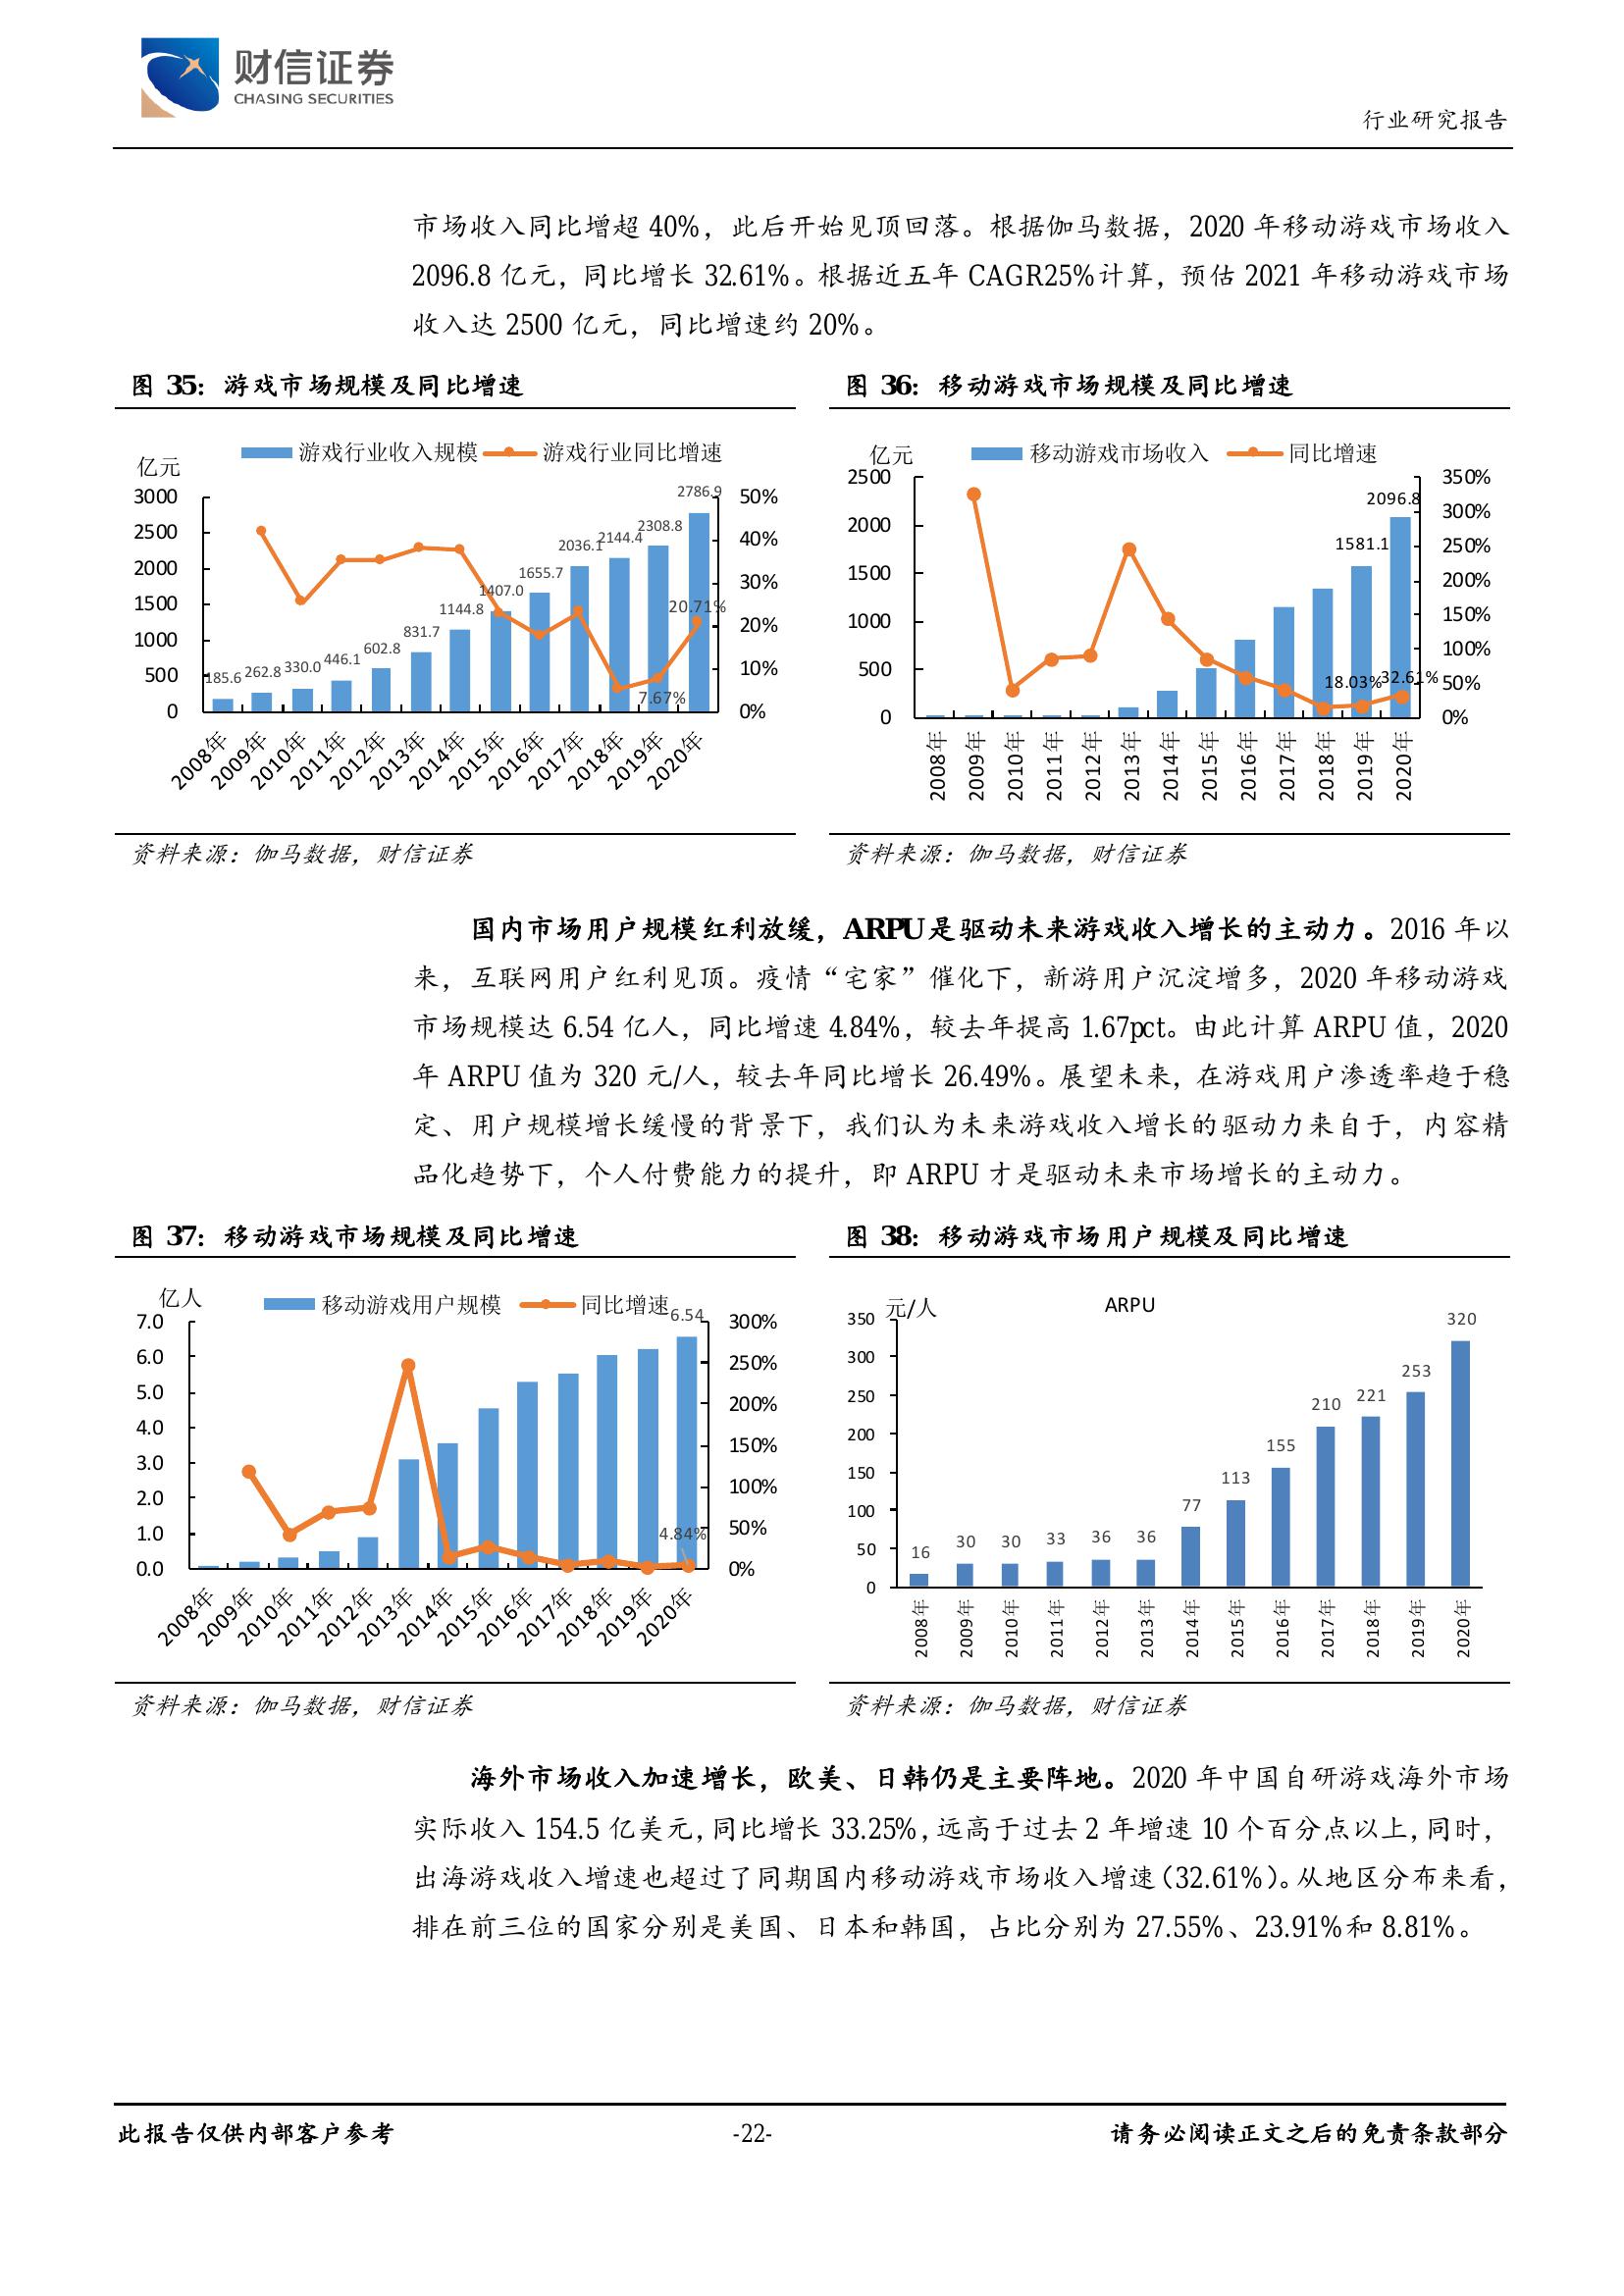 财信证券
CHASING SECURITIES
行业研究报告
市场收入同比增超 40%，此后开始见顶回落。根据伽马数据，2020 年移动游戏市场收入
2096.8 亿元，同比增长 32.61%。根据近五年 CAGR25%计算，预估 2021 年移动游戏市场
收入达 2500 亿元，同比增速约 20%。
图 35：游戏市场规模及同比增速
亿元
游戏行业收入规模 游戏行业同比增速
3000
2500
2000
1500
1000
500
0
185.6 262.8 330.0 446.1 602.8 831.7 1144.8 1407.0 1655.7 2036.1 2144.4 2308.8 2786.9
20.71%
7.67%
50%
40%
30%
20%
10%
0%
2008年 2009年 2010年 2011年 2012年 2013年 2014年 2015年 2016年 2017年 2018年 2019年 2020年
资料来源：伽马数据，财信证券
图 36：移动游戏市场规模及同比增速
亿元
移动游戏市场收入 同比增速
2500
2000
1500
1000
500
0
1581.1 2096.8
18.03% 32.61%
350%
300%
250%
200%
150%
100%
50%
0%
2008年 2009年 2010年 2011年 2012年 2013年 2014年 2015年 2016年 2017年 2018年 2019年 2020年
资料来源：伽马数据，财信证券
国内市场用户规模红利放缓，ARPU是驱动未来游戏收入增长的主动力。2016 年以
来，互联网用户红利见顶。疫情“宅家”催化下，新游用户沉淀增多，2020 年移动游戏
市场规模达 6.54 亿人，同比增速 4.84%，较去年提高 1.67pct。由此计算 ARPU 值，2020
年 ARPU 值为 320 元/人，较去年同比增长 26.49%。展望未来，在游戏用户渗透率趋于稳
定、用户规模增长缓慢的背景下，我们认为未来游戏收入增长的驱动力来自于，内容精
品化趋势下，个人付费能力的提升，即 ARPU 才是驱动未来市场增长的主动力。
图 37：移动游戏市场规模及同比增速
亿人
移动游戏用户规模 同比增速
7.0
6.0
5.0
4.0
3.0
2.0
1.0
0.0
6.54
4.84%
300%
250%
200%
150%
100%
50%
0%
2008年 2009年 2010年 2011年 2012年 2013年 2014年 2015年 2016年 2017年 2018年 2019年 2020年
资料来源：伽马数据，财信证券
图 38：移动游戏市场用户规模及同比增速
元/人
ARPU
350
300
250
200
150
100
50
0
16 30 30 33 36 36 77 113 155 210 221 253 320
2008年 2009年 2010年 2011年 2012年 2013年 2014年 2015年 2016年 2017年 2018年 2019年 2020年
资料来源：伽马数据，财信证券
海外市场收入加速增长，欧美、日韩仍是主要阵地。2020 年中国自研游戏海外市场
实际收入 154.5 亿美元，同比增长 33.25%，远高于过去 2 年增速 10 个百分点以上，同时，
出海游戏收入增速也超过了同期国内移动游戏市场收入增速（32.61%）。从地区分布来看，
排在前三位的国家分别是美国、日本和韩国，占比分别为 27.55%、23.91%和 8.81%。
此报告仅供内部客户参考
-22-
请务必阅读正文之后的免责条款部分